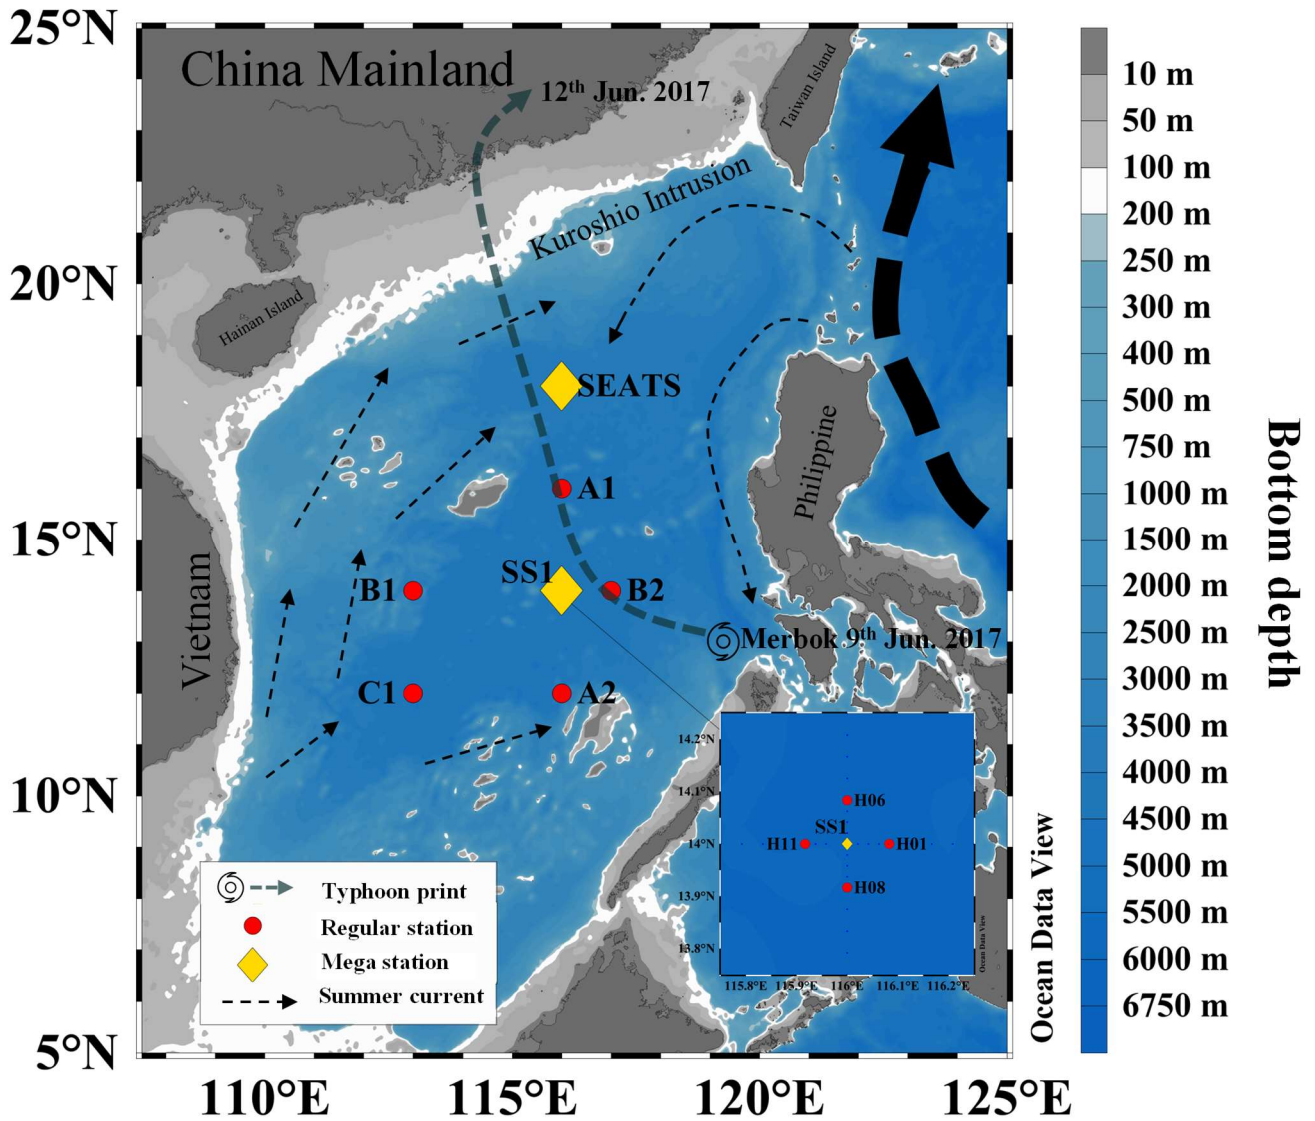 25°N
20°N
15°N
10°N
5°N
110°E
115°E
120°E
125°E
China Mainland
12th Jun. 2017
Taiwan Island
Kuroshio Intrusion
Hainan Island
SEATS
A1
Philippine
Vietnam
SS1
B1
B2
Merbok 9th Jun. 2017
C1
A2
Typhoon print
Regular station
Mega station
Summer current
14.2°N
14.1°N
14°N
13.9°N
13.8°N
115.8°E
115.9°E
116°E
116.1°E
116.2°E
H06
SS1
H11
H01
H08
Ocean Data View
Ocean Data View
10 m
50 m
100 m
200 m
250 m
300 m
400 m
500 m
750 m
1000 m
1500 m
2000 m
2500 m
3000 m
3500 m
4000 m
4500 m
5000 m
5500 m
6000 m
6750 m
Bottom depth